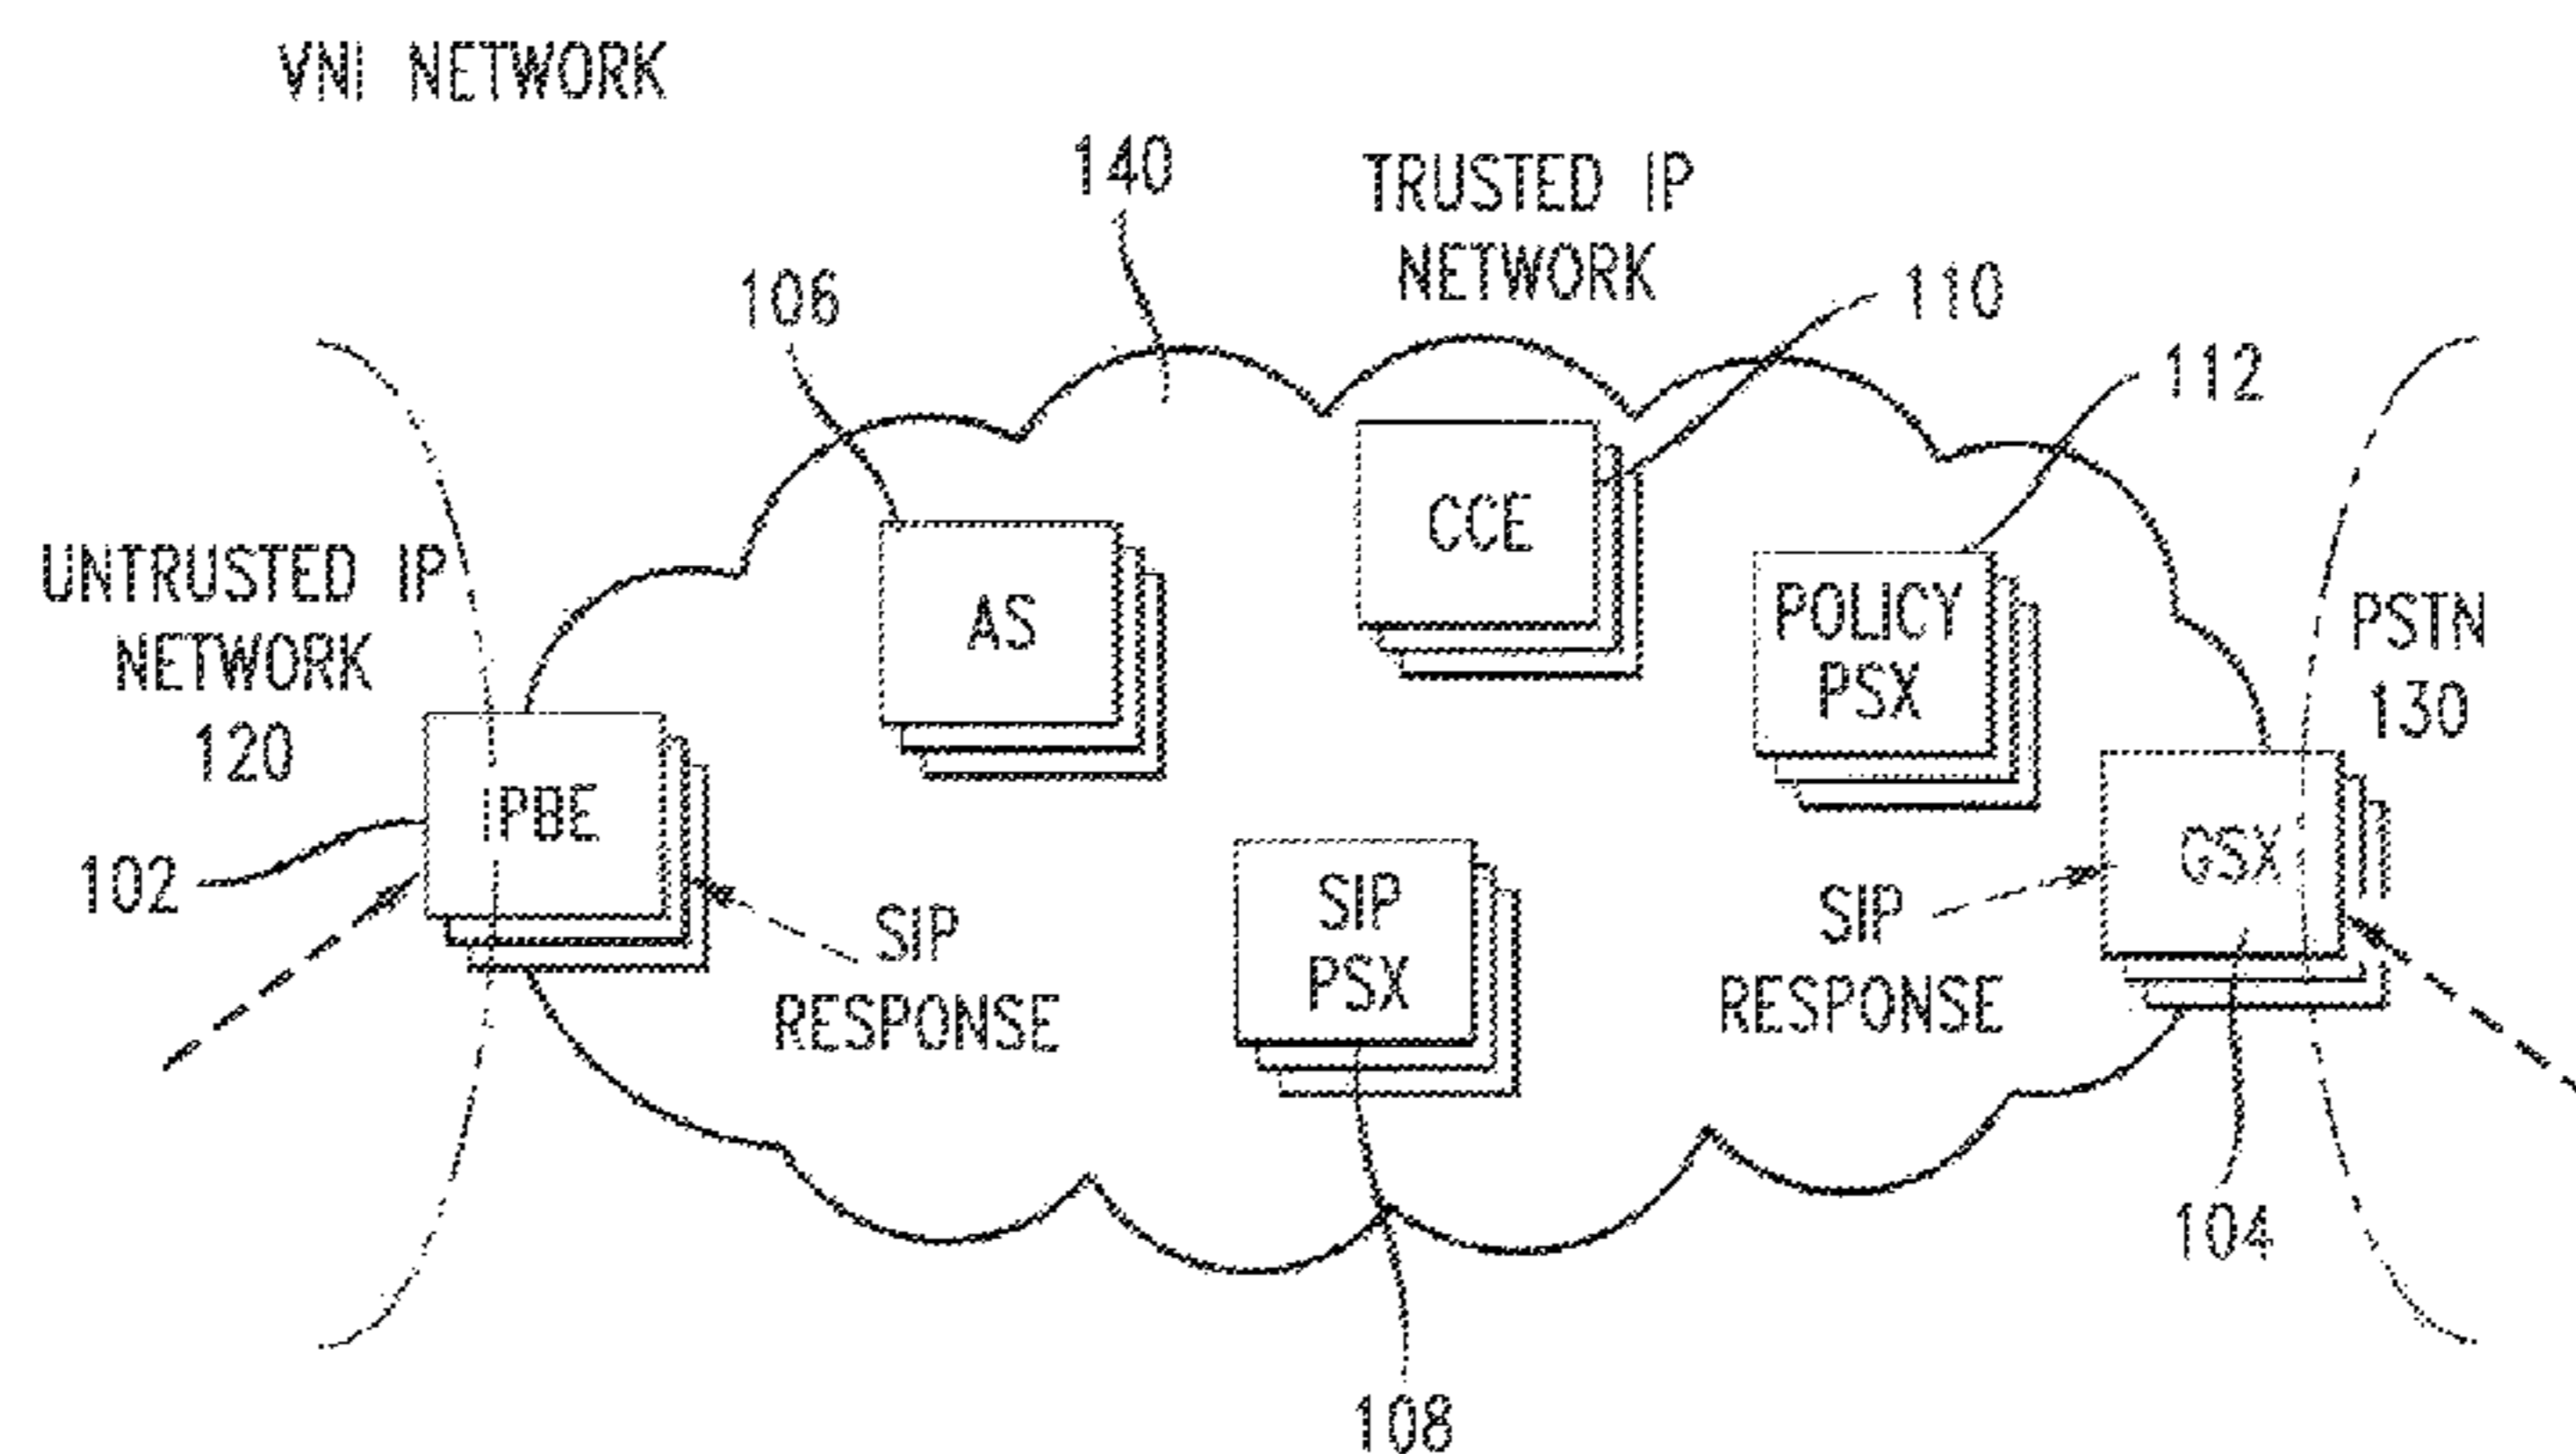 VNI NETWORK
140
TRUSTED IP
NETWORK
106
110
112
UNTRUSTED IP
NETWORK
120
AS
CCE
POLICY
PSX
PSTN
130
PBE
102
SIP
RESPONSE
SIP
PSX
SIP
RESPONSE
GSX
104
108